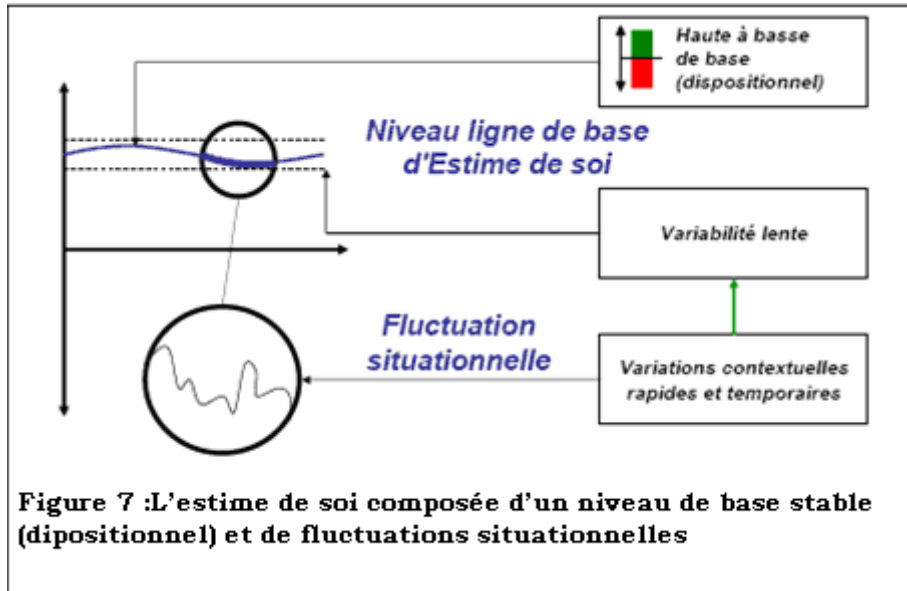 Haute à basse
de base
(dispositionnel)
Niveau ligne de base
d'Estime de soi
Variabilité lente
Fluctuation
situationnelle
Variations contextuelles
rapides et temporaires
Figure 7 :L'estime de soi composée d'un niveau de base stable
(dipositionnel) et de fluctuations situationnelles